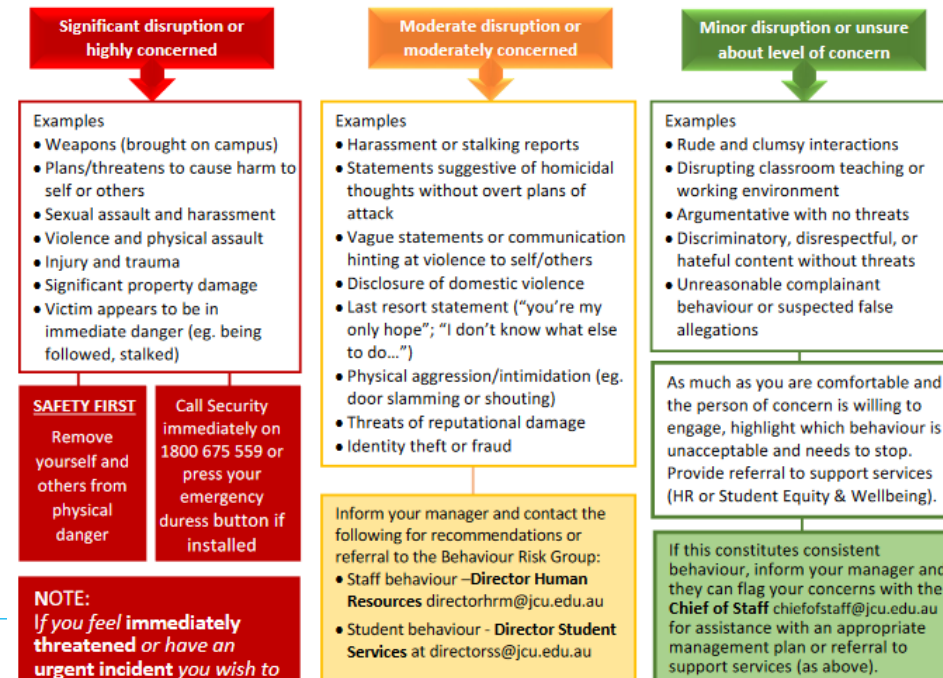 Significant disruption or
highly concerned
Examples
• Weapons (brought on campus)
• Plans/threatens to cause harm to
self or others
• Sexual assault and harassment
• Violence and physical assault
• Injury and trauma
• Significant property damage
• Victim appears to be in
immediate danger (eg. being
followed, stalked)
SAFETY FIRST
Remove
yourself and
others from
physical
danger
Call Security
immediately on
1800 675 559 or
press your
emergency
duress button if
installed
NOTE:
If you feel immediately
threatened or have an
urgent incident you wish to
Moderate disruption or
moderately concerned
Examples
• Harassment or stalking reports
• Statements suggestive of homicidal
thoughts without overt plans of
attack
• Vague statements or communication
hinting at violence to self/others
• Disclosure of domestic violence
• Last resort statement (“you’re my
only hope”; “I don’t know what else
to do…”)
• Physical aggression/intimidation (eg.
door slamming or shouting)
• Threats of reputational damage
• Identity theft or fraud
Inform your manager and contact the
following for recommendations or
referral to the Behaviour Risk Group:
• Staff behaviour –Director Human
Resources directorhrm@jcu.edu.au
• Student behaviour - Director Student
Services at directorss@jcu.edu.au
Minor disruption or unsure
about level of concern
Examples
• Rude and clumsy interactions
• Disrupting classroom teaching or
working environment
• Argumentative with no threats
• Discriminatory, disrespectful, or
hateful content without threats
• Unreasonable complainant
behaviour or suspected false
allegations
As much as you are comfortable and
the person of concern is willing to
engage, highlight which behaviour is
unacceptable and needs to stop.
Provide referral to support services
(HR or Student Equity & Wellbeing).
If this constitutes consistent
behaviour, inform your manager and
they can flag your concerns with the
Chief of Staff chiefofstaff@jcu.edu.au
for assistance with an appropriate
management plan or referral to
support services (as above).